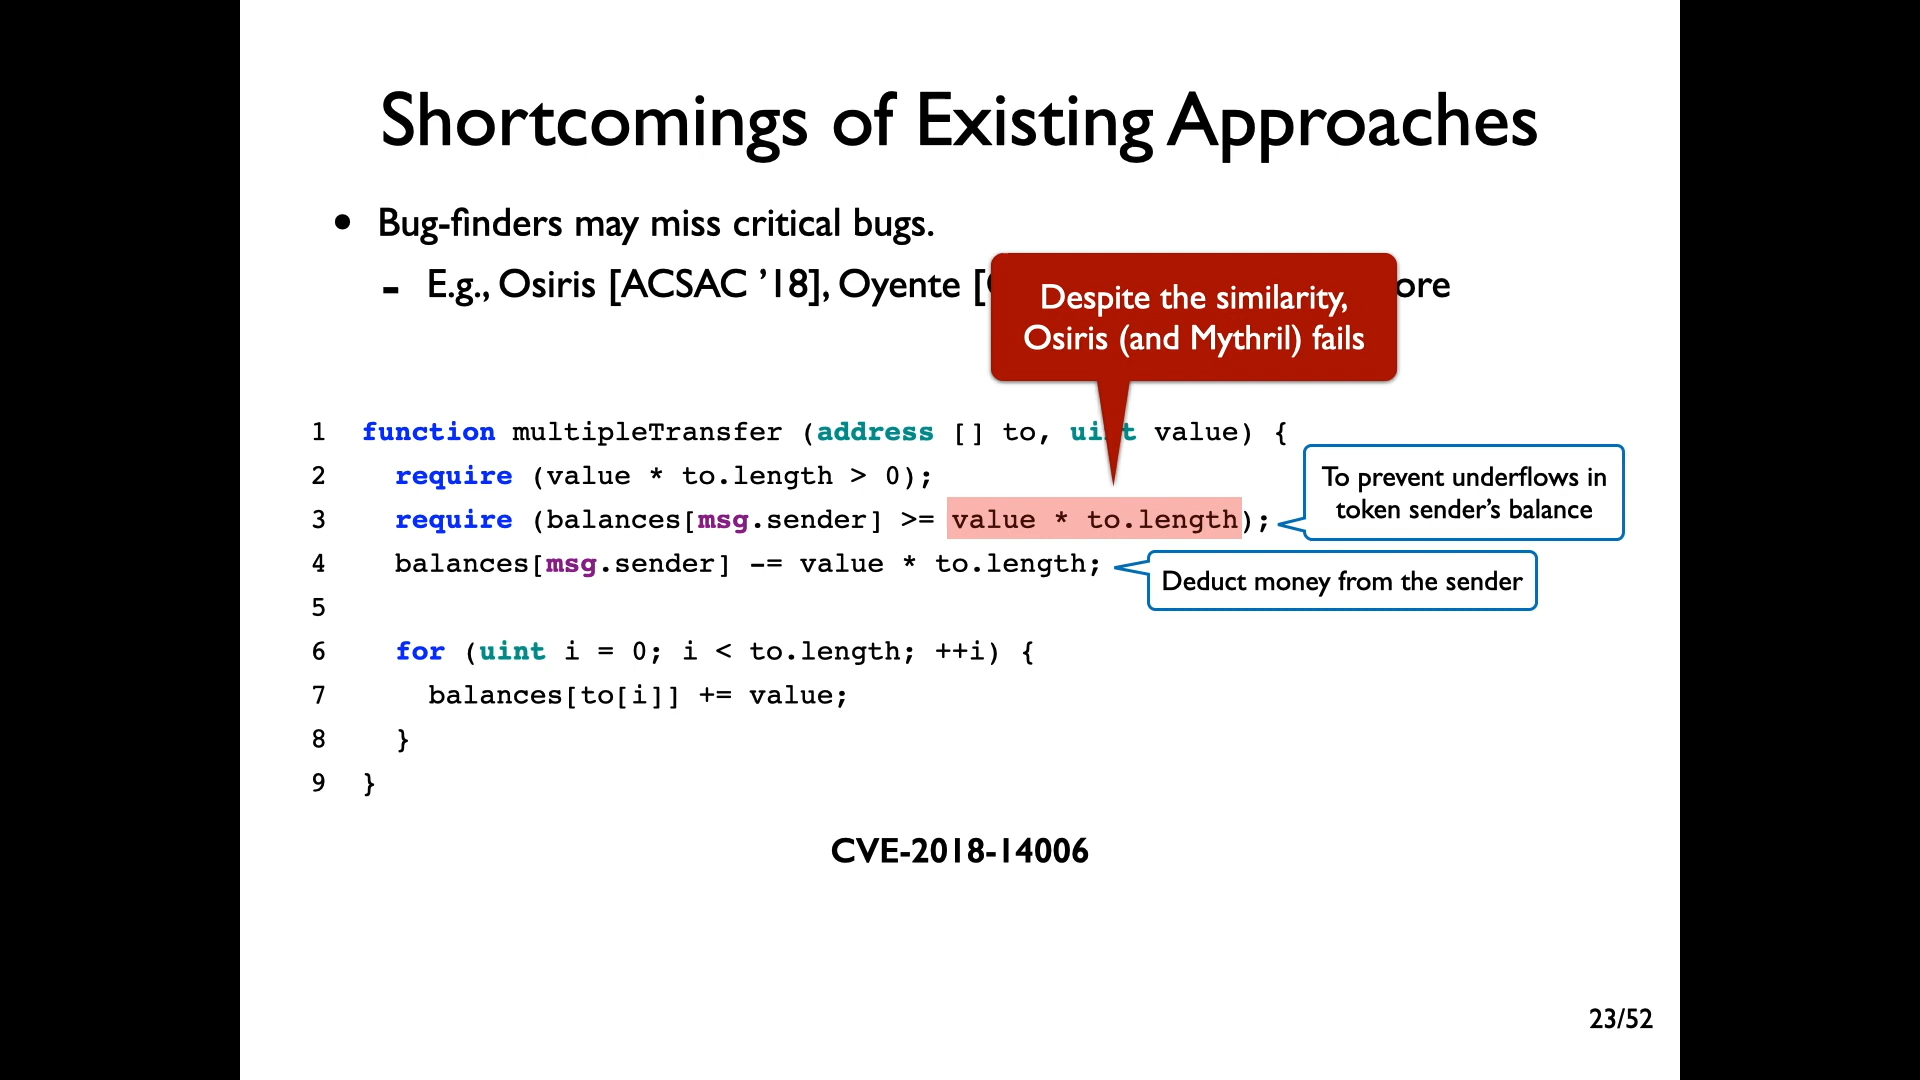 Shortcomings of Existing Approaches
• Bug-finders may miss critical bugs.
- E.g., Osiris [ACSAC ’18], Oyente [
Despite the similarity,
Osiris (and Mythril) fails
1 function multipleTransfer (address [] to, uint value) {
2 require (value * to.length > 0);
3 require (balances[msg.sender] >= value * to.length);
To prevent underflows in
token sender’s balance
4 balances[msg.sender] -= value * to.length;
Deduct money from the sender
5
6 for (uint i = 0; i < to.length; ++i) {
7 balances[to[i]] += value;
8 }
9 }
CVE-2018-14006
23/52